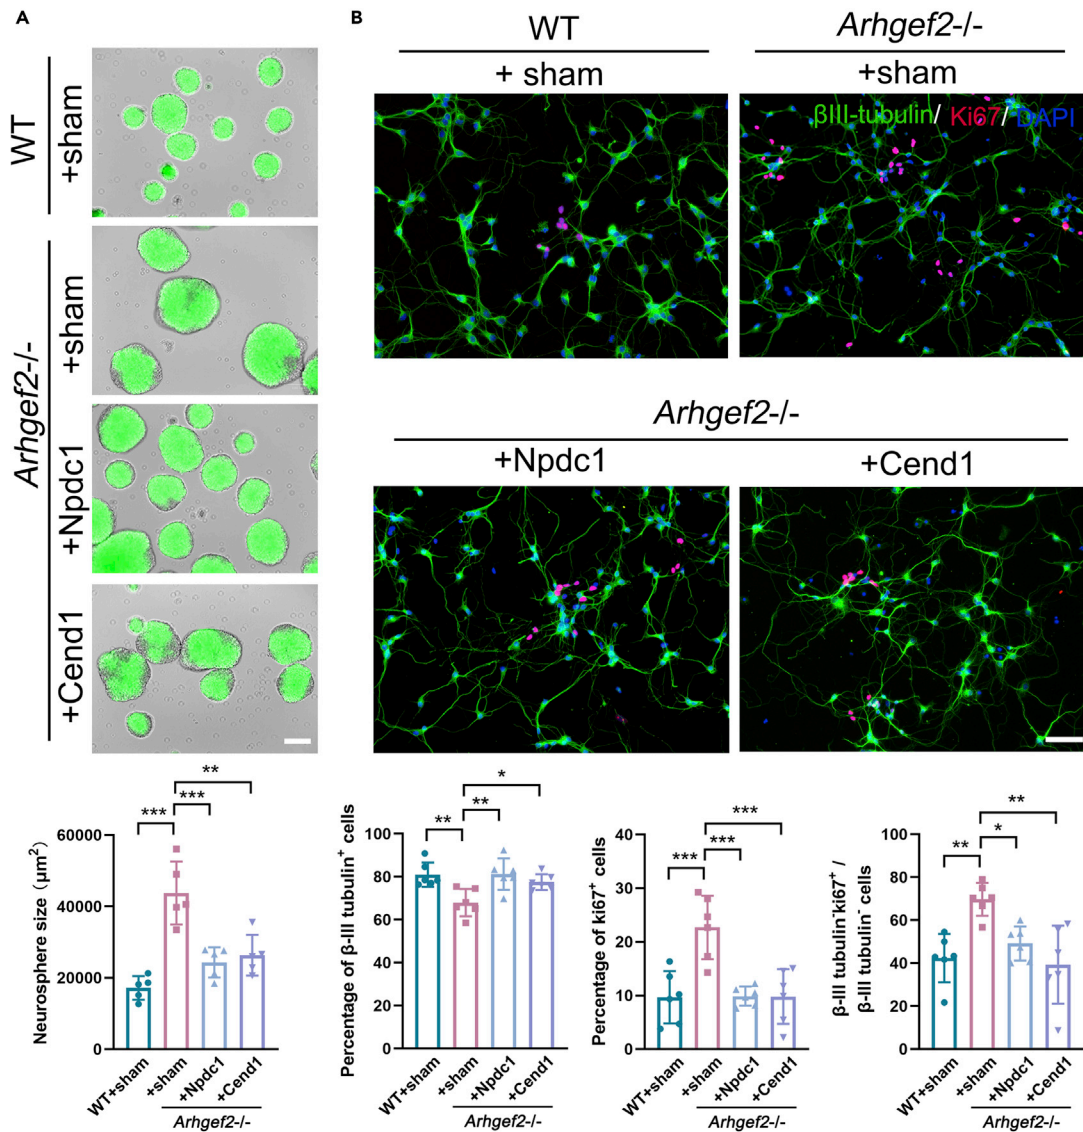 A
WT
+sham
Arhgef2-/-
+sham
+Npdc1
+Cend1
B
WT
+ sham
Arhgef2-/-
+sham
βIII-tubulin/ Ki67/ DAPI
Arhgef2-/-
+Npdc1
+Cend1
Neurosphere size (μm²)
60000
40000
20000
0
***
***
**
WT+sham
+sham
+Npdc1
+Cend1
Arhgef2-/-
Percentage of β-III tubulin⁺ cells
100
80
60
40
20
0
**
**
*
WT+sham
+sham
+Npdc1
+Cend1
Arhgef2-/-
Percentage of ki67⁺ cells
40
30
20
10
0
***
***
***
WT+sham
+sham
+Npdc1
+Cend1
Arhgef2-/-
β-III tubulin⁻ki67⁺ /
β-III tubulin⁻ cells
100
80
60
40
20
0
**
*
**
WT+sham
+sham
+Npdc1
+Cend1
Arhgef2-/-